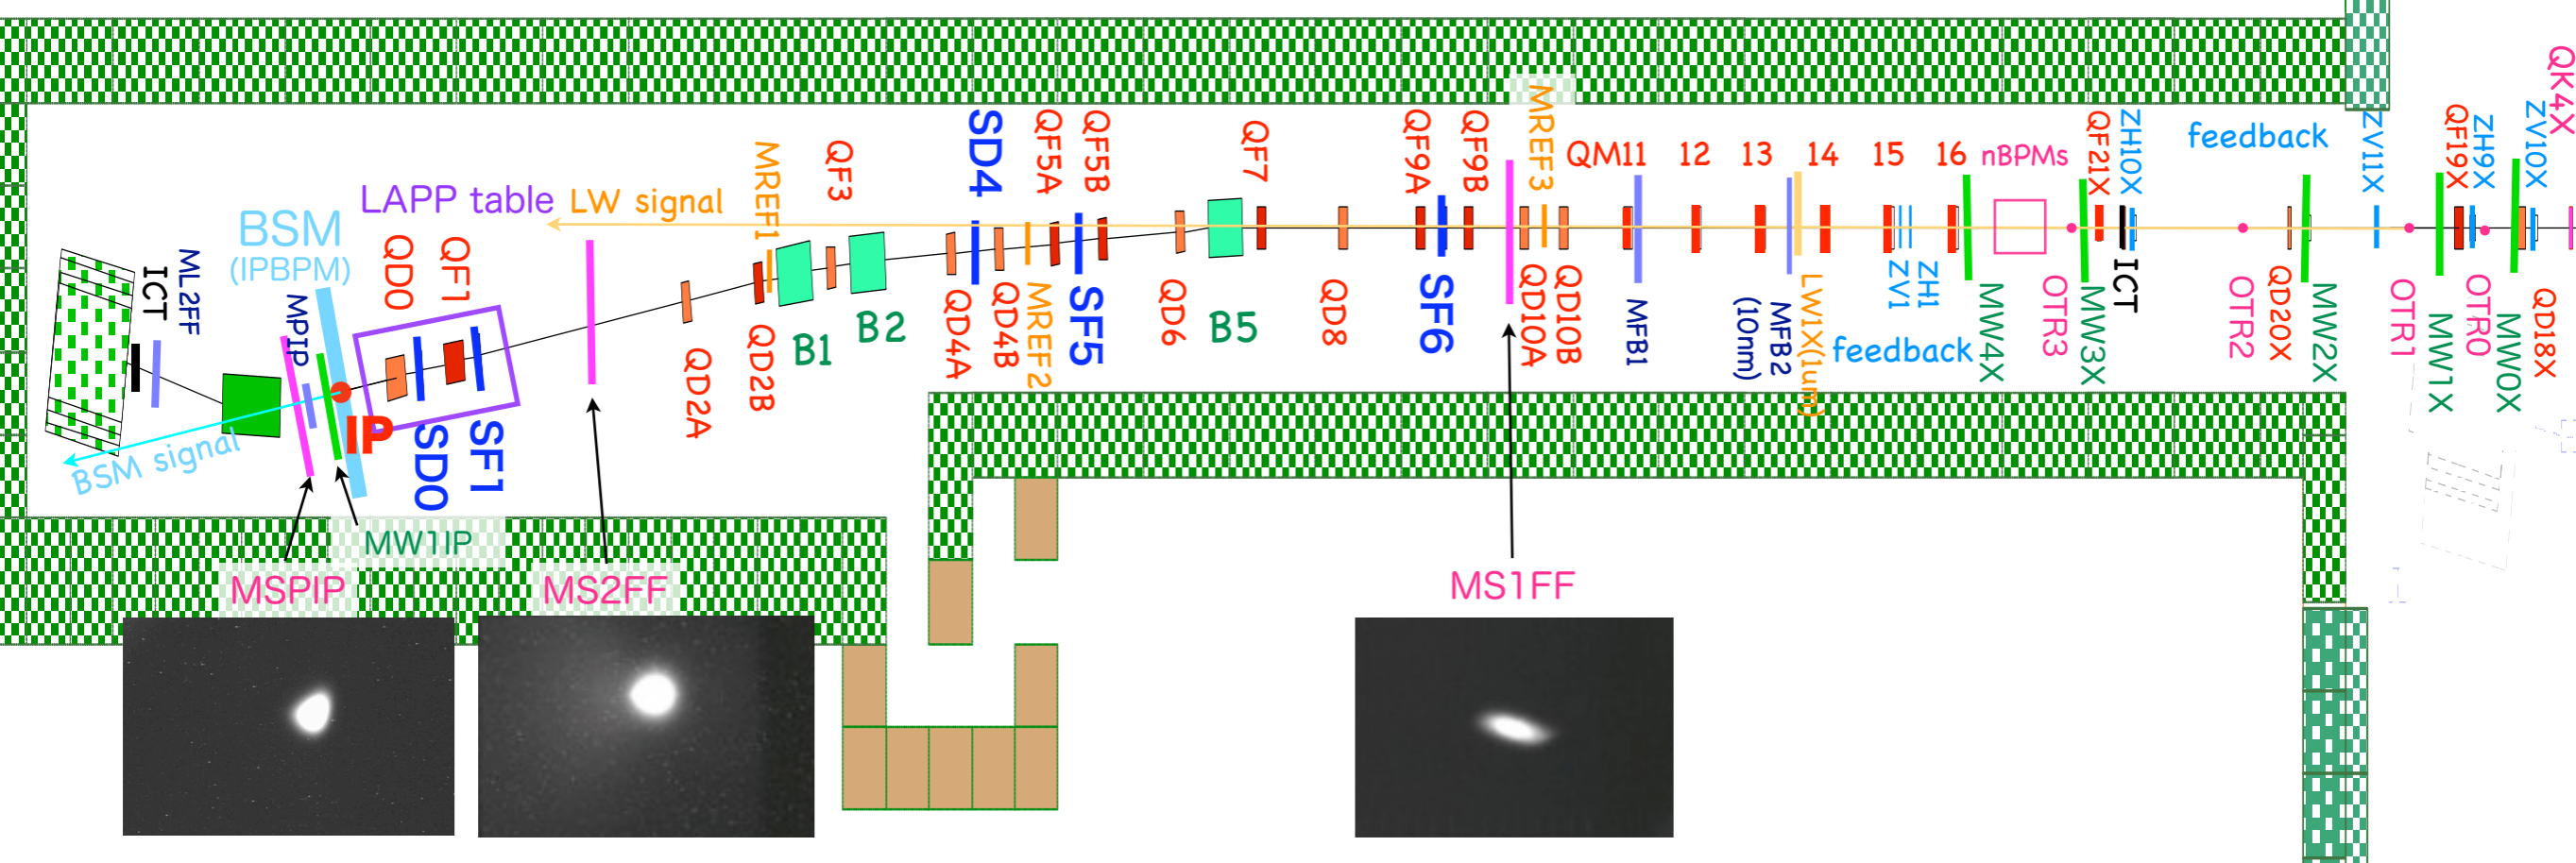 QK4X
MREF3
SD4
QF5A
QF5B
QF9A
QF9B
QF21X
ZH10X
ZV11X
QF19X
ZH9X
ZV10X
QF7
feedback
MREF1
QF3
QM11
12
13
14
15
16
nBPMs
LAPP table
LW signal
BSM
(IPBPM)
QD0
QF1
ML2FF
ICT
MPIP
B1
B2
QD4A
QD4B
MREF2
SF5
QD6
B5
QD8
SF6
QD10A
QD10B
MFB1
MFB2
(10nm)
LW1X(1um)
ZV1
ZH1
feedback
MW4X
OTR3
MW3X
ICT
OTR2
QD20X
MW2X
OTR1
MW1X
OTR0
MW0X
QD18X
QD2A
QD2B
IP
SD0
SF1
BSM signal
MW1IP
MSPIP
MS2FF
MS1FF